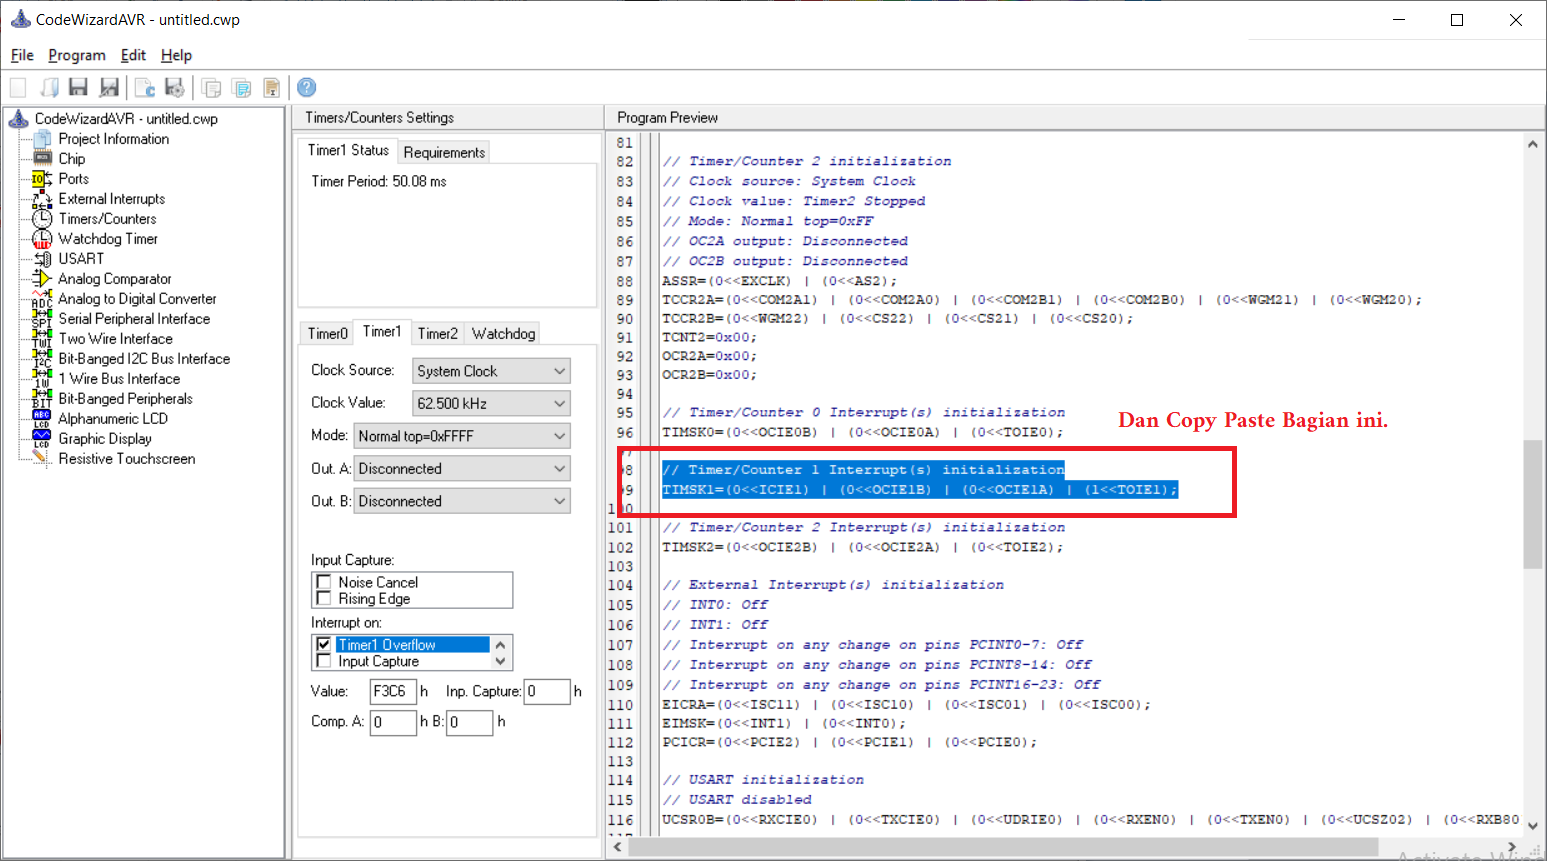 CodeWizardAVR - untitled.cwp
File Program Edit Help
CodeWizardAVR - untitled.cwp
Project Information
Chip
Ports
External Interrupts
Timers/Counters
Watchdog Timer
USART
Analog Comparator
Analog to Digital Converter
Serial Peripheral Interface
Two Wire Interface
Bit-Banged I2C Bus Interface
1 Wire Bus Interface
Bit-Banged Peripherals
Alphanumeric LCD
Graphic Display
Resistive Touchscreen
Timers/Counters Settings
Timer1 Status Requirements
Timer Period: 50.08 ms
Timer0 Timer1 Timer2 Watchdog
Clock Source: System Clock
Clock Value: 62.500 kHz
Mode: Normal top=0xFFFF
Out. A: Disconnected
Out. B: Disconnected
Input Capture:
Noise Cancel
Rising Edge
Interrupt on:
Timer1 Overflow
Input Capture
Value: F3C6 h Inp. Capture: 0 h
Comp. A: 0 h B: 0 h
Program Preview
81
82 // Timer/Counter 2 initialization
83 // Clock source: System Clock
84 // Clock value: Timer2 Stopped
85 // Mode: Normal top=0xFF
86 // OC2A output: Disconnected
87 // OC2B output: Disconnected
88 ASSR=(0<<EXCLK) | (0<<AS2);
89 TCCR2A=(0<<COM2A1) | (0<<COM2A0) | (0<<COM2B1) | (0<<COM2B0) | (0<<WGM21) | (0<<WGM20);
90 TCCR2B=(0<<WGM22) | (0<<CS22) | (0<<CS21) | (0<<CS20);
91 TCNT2=0x00;
92 OCR2A=0x00;
93 OCR2B=0x00;
94
95 // Timer/Counter 0 Interrupt(s) initialization
96 TIMSK0=(0<<OCIE0B) | (0<<OCIE0A) | (0<<TOIE0);
Dan Copy Paste Bagian ini.
98 // Timer/Counter 1 Interrupt(s) initialization
99 TIMSK1=(0<<ICIE1) | (0<<OCIE1B) | (0<<OCIE1A) | (1<<TOIE1);
100
101 // Timer/Counter 2 Interrupt(s) initialization
102 TIMSK2=(0<<OCIE2B) | (0<<OCIE2A) | (0<<TOIE2);
103
104 // External Interrupt(s) initialization
105 // INT0: Off
106 // INT1: Off
107 // Interrupt on any change on pins PCINT0-7: Off
108 // Interrupt on any change on pins PCINT8-14: Off
109 // Interrupt on any change on pins PCINT16-23: Off
110 EICRA=(0<<ISC11) | (0<<ISC10) | (0<<ISC01) | (0<<ISC00);
111 EIMSK=(0<<INT1) | (0<<INT0);
112 PCICR=(0<<PCIE2) | (0<<PCIE1) | (0<<PCIE0);
113
114 // USART initialization
115 // USART disabled
116 UCSR0B=(0<<RXCIE0) | (0<<TXCIE0) | (0<<UDRIE0) | (0<<RXEN0) | (0<<TXEN0) | (0<<UCSZ02) | (0<<RXB80